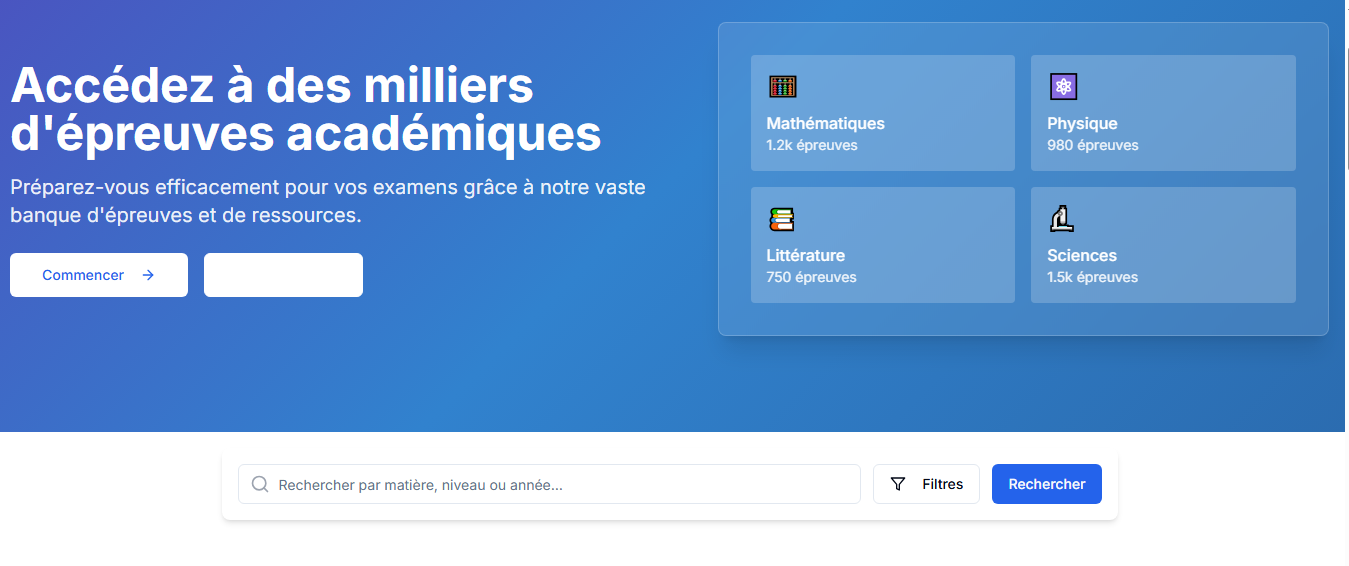 Accédez à des milliers
d'épreuves académiques
Préparez-vous efficacement pour vos examens grâce à notre vaste
banque d'épreuves et de ressources.
Commencer
Mathématiques
1.2k épreuves
Physique
980 épreuves
Littérature
750 épreuves
Sciences
1.5k épreuves
Rechercher par matière, niveau ou année...
Filtres
Rechercher